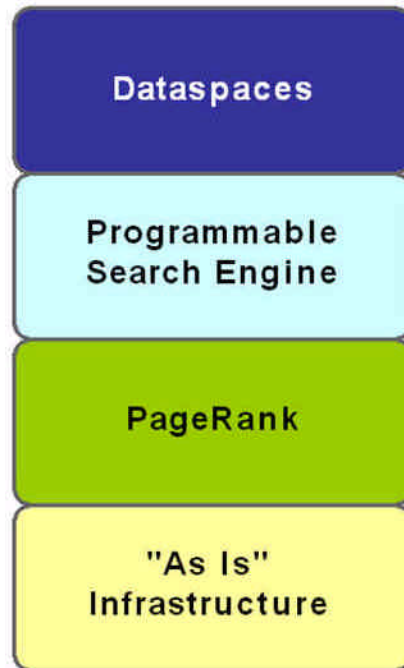 Dataspaces
Programmable
Search Engine
PageRank
"As Is"
Infrastructure